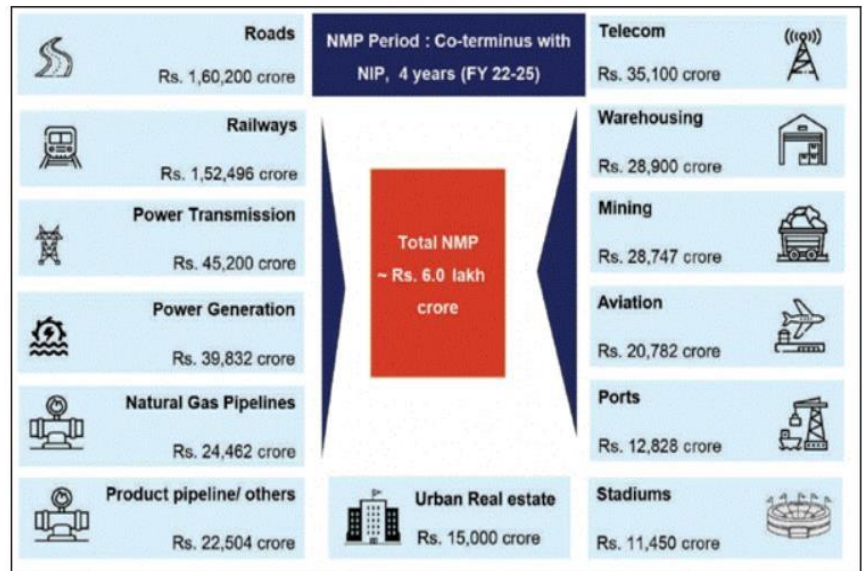 Roads
Rs. 1,60,200 crore
Railways
Rs. 1,52,496 crore
Power Transmission
Rs. 45,200 crore
Power Generation
Rs. 39,832 crore
Natural Gas Pipelines
Rs. 24,462 crore
Product pipeline/ others
Rs. 22,504 crore
NMP Period : Co-terminus with
NIP, 4 years (FY 22-25)
Total NMP
~ Rs. 6.0 lakh
crore
Urban Real estate
Rs. 15,000 crore
Telecom
Rs. 35,100 crore
Warehousing
Rs. 28,900 crore
Mining
Rs. 28,747 crore
Aviation
Rs. 20,782 crore
Ports
Rs. 12,828 crore
Stadiums
Rs. 11,450 crore